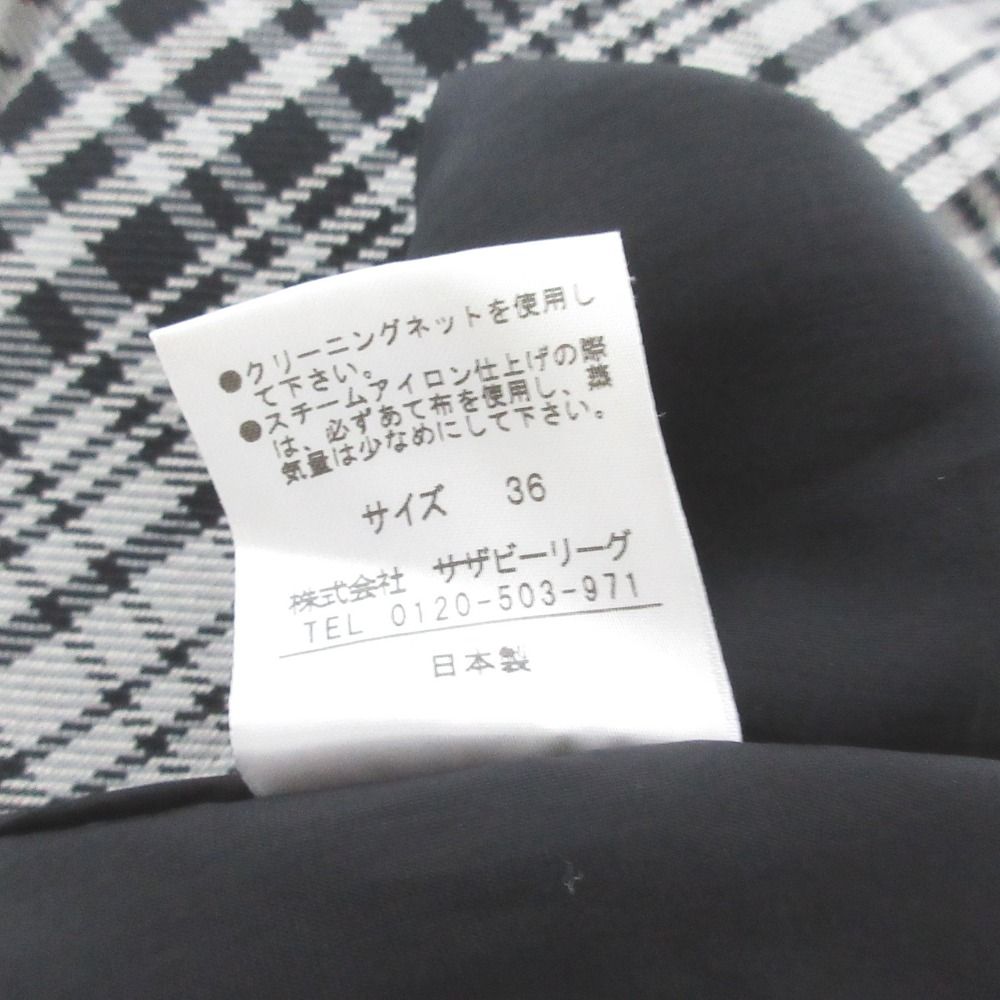 ●クリーニングネットを使用し
て下さい。
●スチームアイロン仕上げの
は、必ずあて布を使用し、
気量は少なめにして下さい。
サイズ 36
株式会社 サザビーリーグ
TEL 0120-503-971
日本製